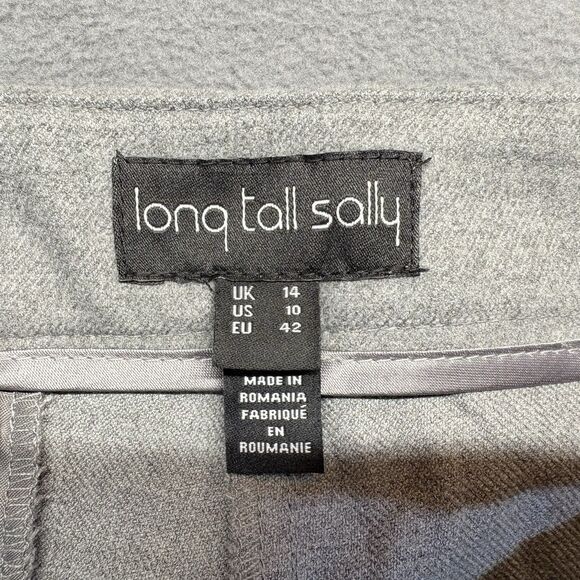 long tall sally
UK 14
US 10
EU 42
MADE IN
ROMANIA
FABRIQUÉ
EN
ROUMANIE